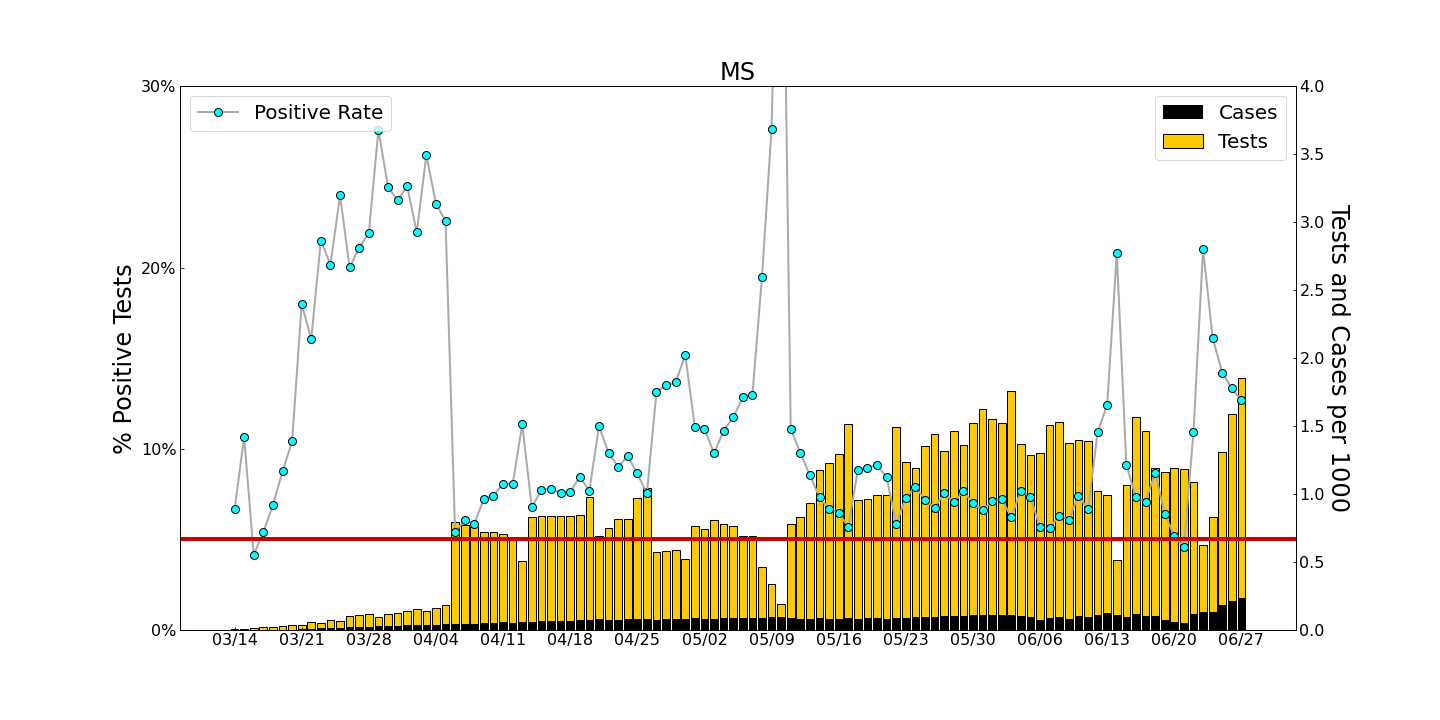 MS
30%
20%
10%
0%
% Positive Tests
Positive Rate
Cases
Tests
4.0
3.5
3.0
2.5
2.0
1.5
1.0
0.5
0.0
Tests and Cases per 1000
03/14 03/21 03/28 04/04 04/11 04/18 04/25 05/02 05/09 05/16 05/23 05/30 06/06 06/13 06/20 06/27